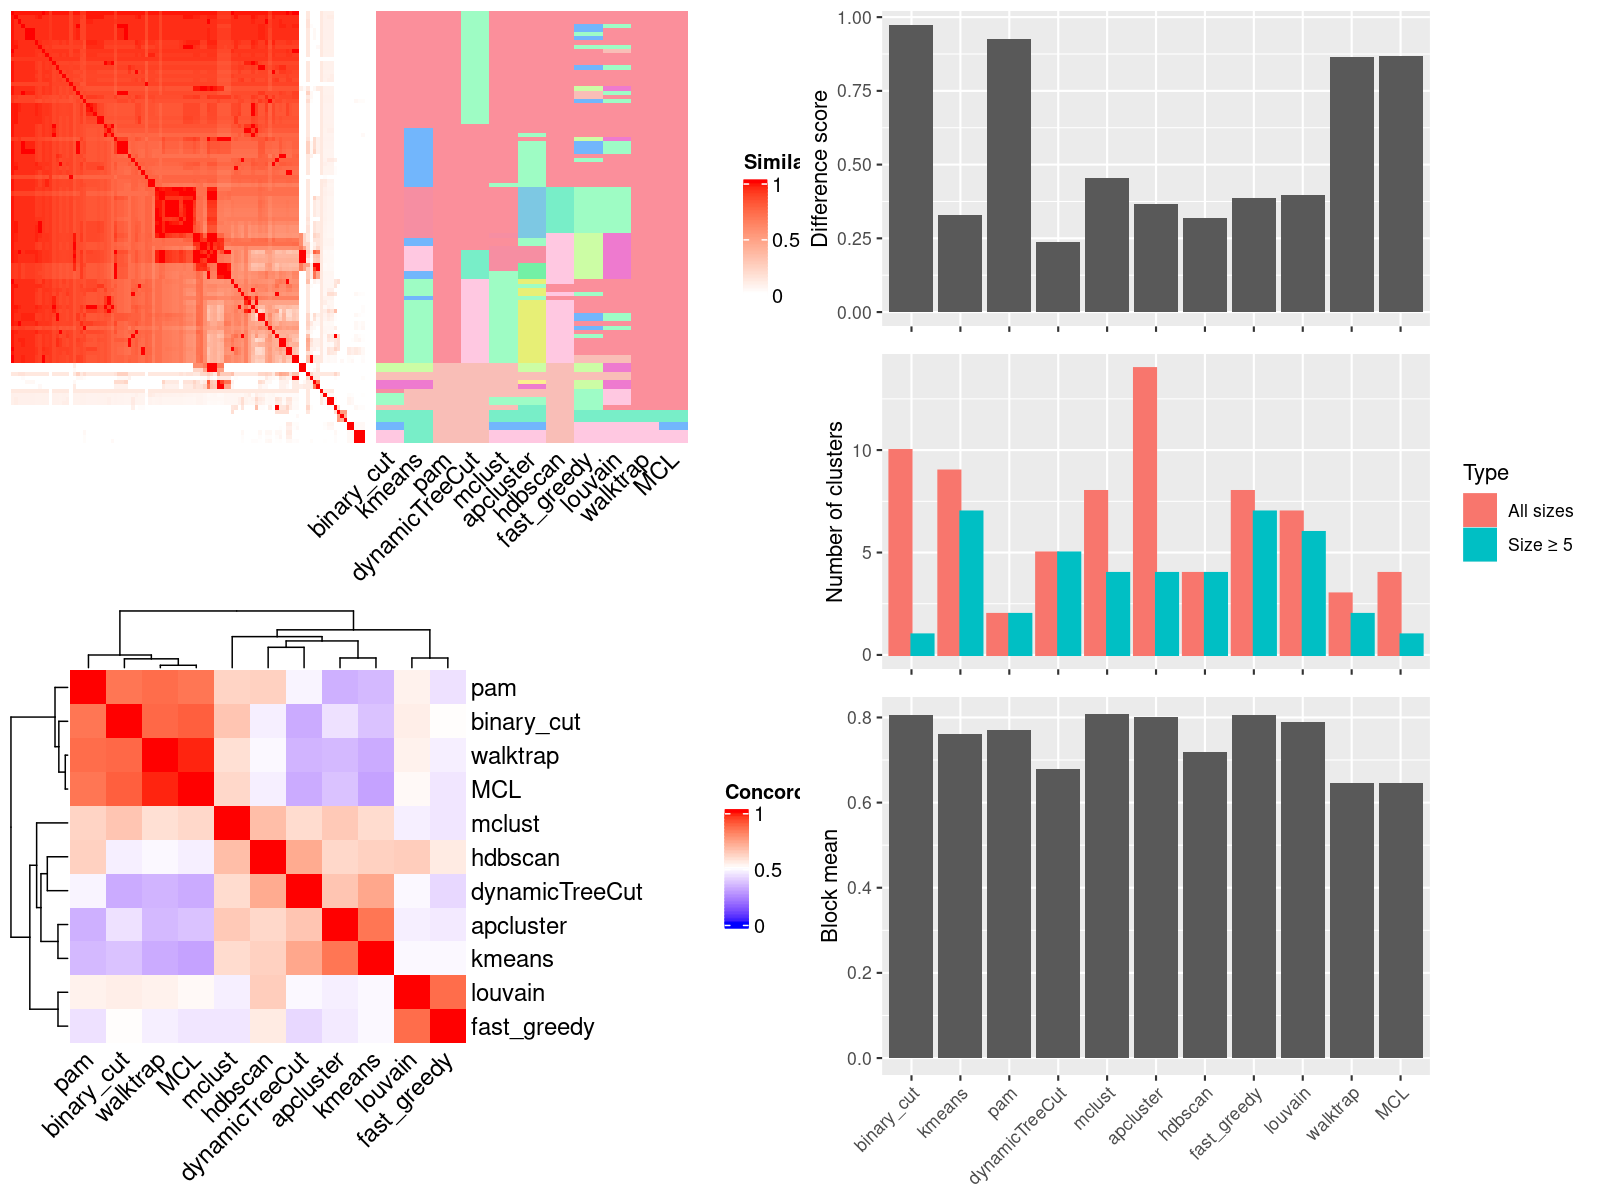 Simila
1
0.5
0
binary_cut
kmeans
pam
dynamicTreeCut
mclust
apcluster
hdbscan
fast_greedy
louvain
walktrap
MCL
pam
binary_cut
walktrap
MCL
mclust
hdbscan
dynamicTreeCut
apcluster
kmeans
louvain
fast_greedy
pam
binary_cut
walktrap
MCL
mclust
hdbscan
dynamicTreeCut
apcluster
kmeans
louvain
fast_greedy
Concord
1
0.5
0
Difference score
1.00
0.75
0.50
0.25
0.00
Number of clusters
10
5
0
Type
All sizes
Size ≥ 5
Block mean
0.8
0.6
0.4
0.2
0.0
binary_cut
kmeans
pam
dynamicTreeCut
mclust
apcluster
hdbscan
fast_greedy
louvain
walktrap
MCL